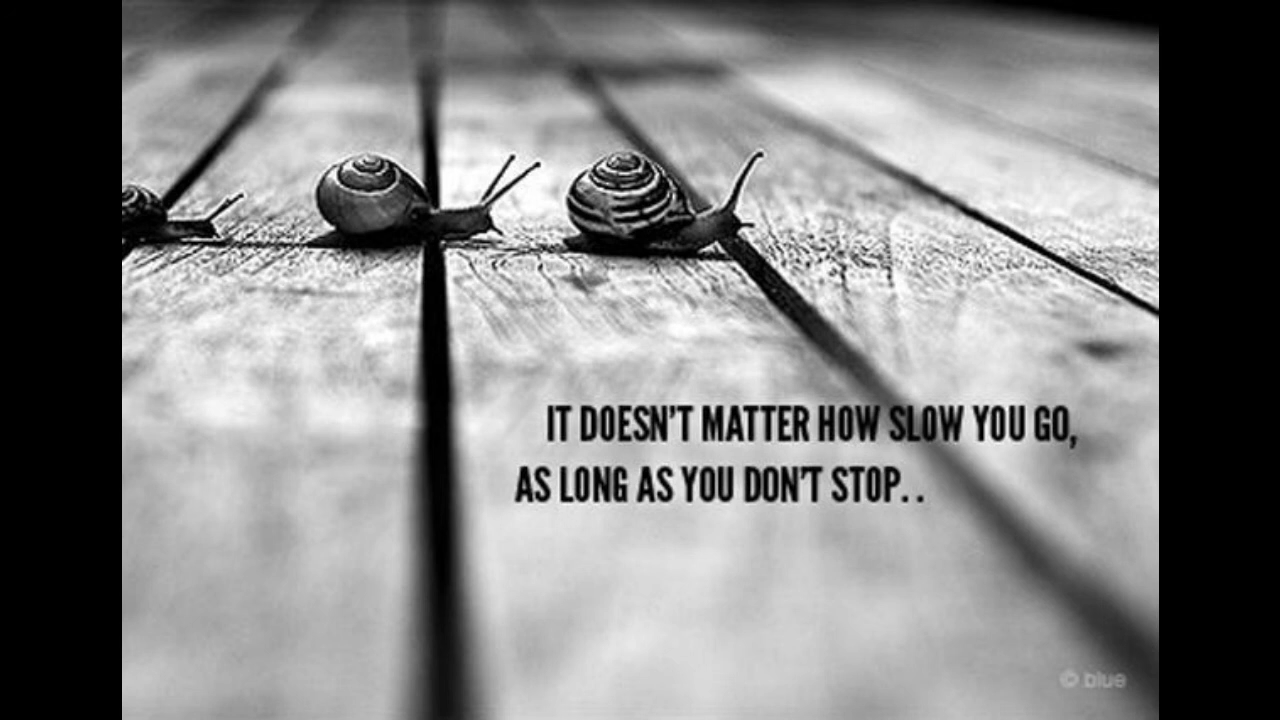 IT DOESN'T MATTER HOW SLOW YOU GO,
AS LONG AS YOU DON'T STOP. .
© blue